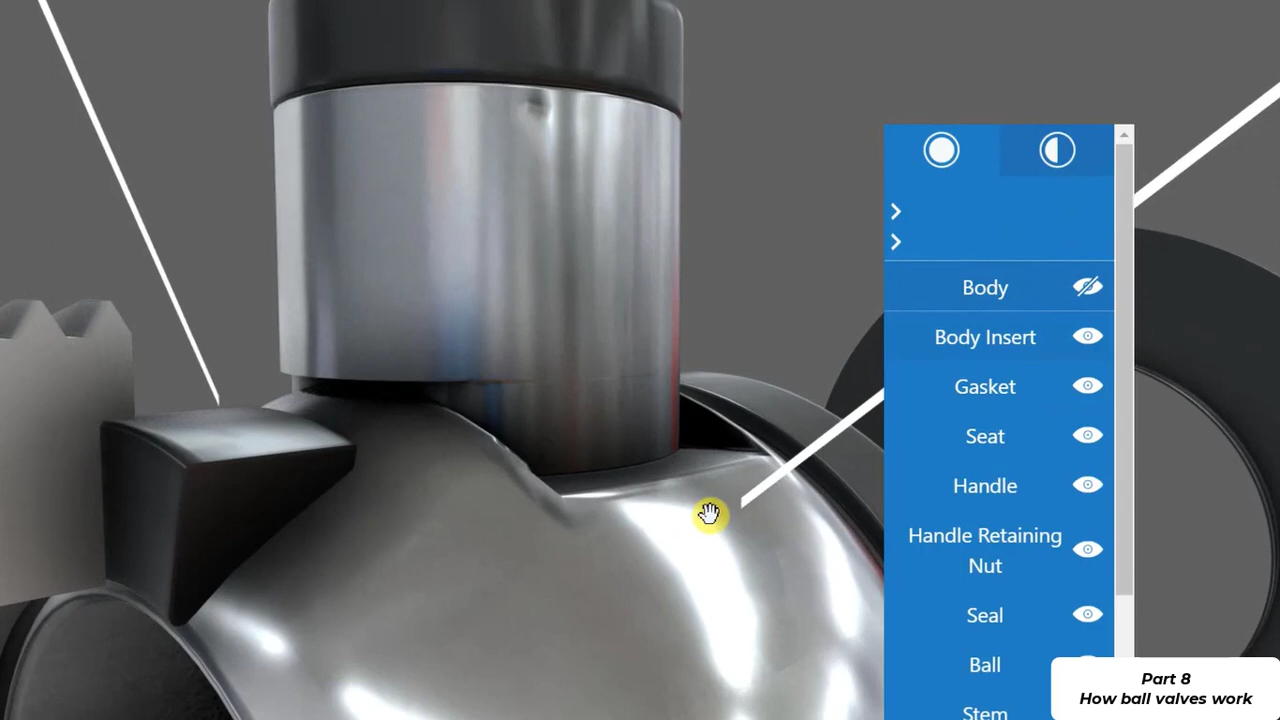 Body
Body Insert
Gasket
Seat
Handle
Handle Retaining
Nut
Seal
Ball
Stem
Part 8
How ball valves work